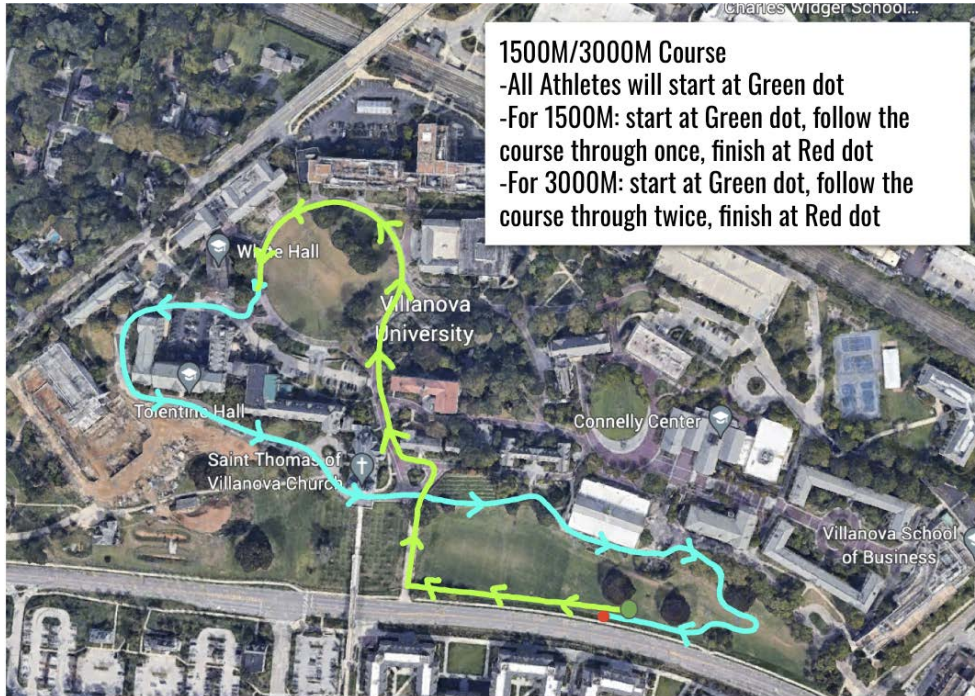 Charles Widger School...
1500M/3000M Course
-All Athletes will start at Green dot
-For 1500M: start at Green dot, follow the
course through once, finish at Red dot
-For 3000M: start at Green dot, follow the
course through twice, finish at Red dot
White Hall
Villanova
University
Tolentine Hall
Connelly Center
Saint Thomas of
Villanova Church
Villanova School
of Business